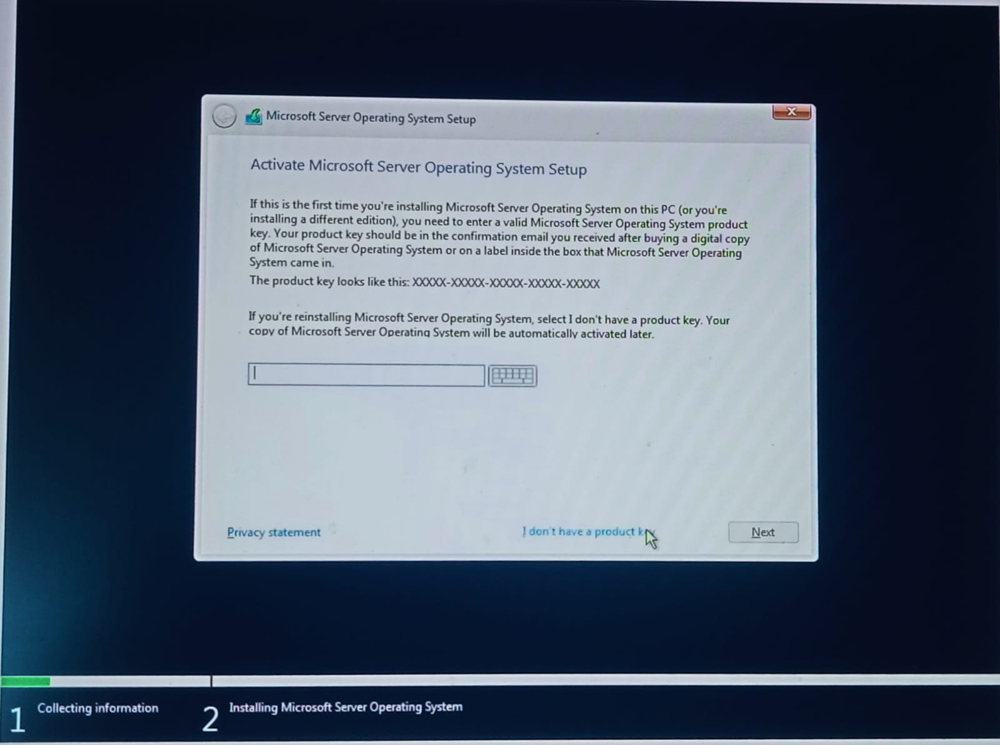 Microsoft Server Operating System Setup
X
Activate Microsoft Server Operating System Setup
If this is the first time you're installing Microsoft Server Operating System on this PC (or you're
installing a different edition), you need to enter a valid Microsoft Server Operating System product
key. Your product key should be in the confirmation email you received after buying a digital copy
of Microsoft Server Operating System or on a label inside the box that Microsoft Server Operating
System came in.
The product key looks like this: XXXXX-XXXXX-XXXXX-XXXXX-XXXXX
If you're reinstalling Microsoft Server Operating System, select I don't have a product key. Your
copy of Microsoft Server Operating System will be automatically activated later.
Privacy statement
I don't have a product key
Next
1 Collecting information
2 Installing Microsoft Server Operating System